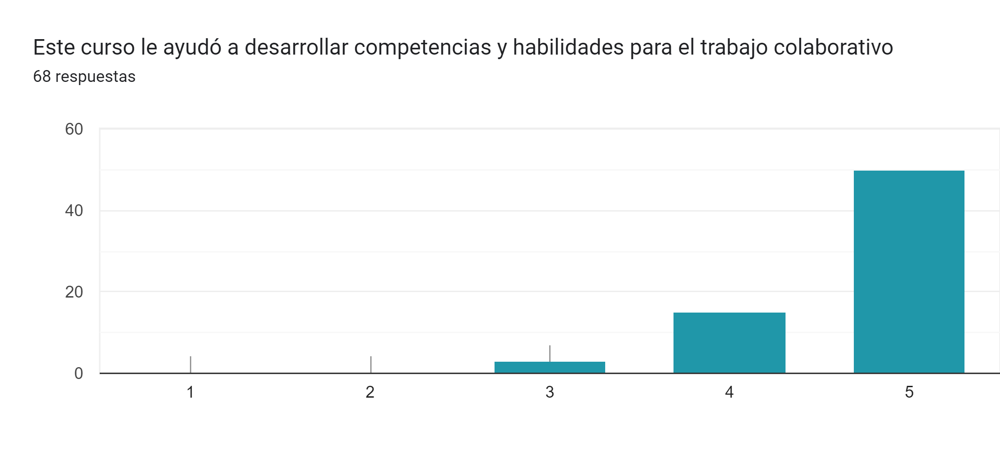 Este curso le ayudó a desarrollar competencias y habilidades para el trabajo colaborativo
68 respuestas
60
40
20
0
1 2 3 4 5